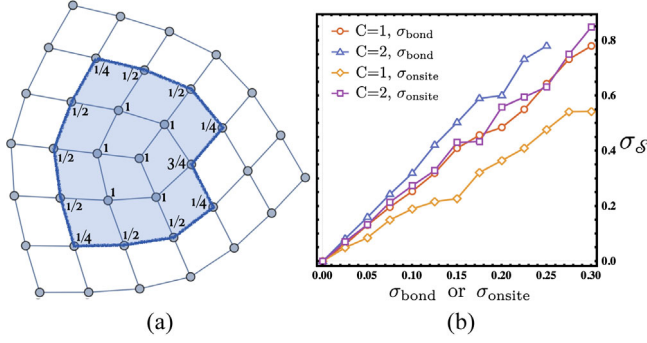 1/4
1/2
1/2
1/2
1
1
1/4
1/2
1
1
3/4
1
1
1/2
1/4
1/4
1/2
1/2
(a)
C=1, σbond
C=2, σbond
C=1, σonsite
C=2, σonsite
0.8
0.6
0.4
0.2
0.0
σ𝒮
0.00 0.05 0.10 0.15 0.20 0.25 0.30
σbond or σonsite
(b)